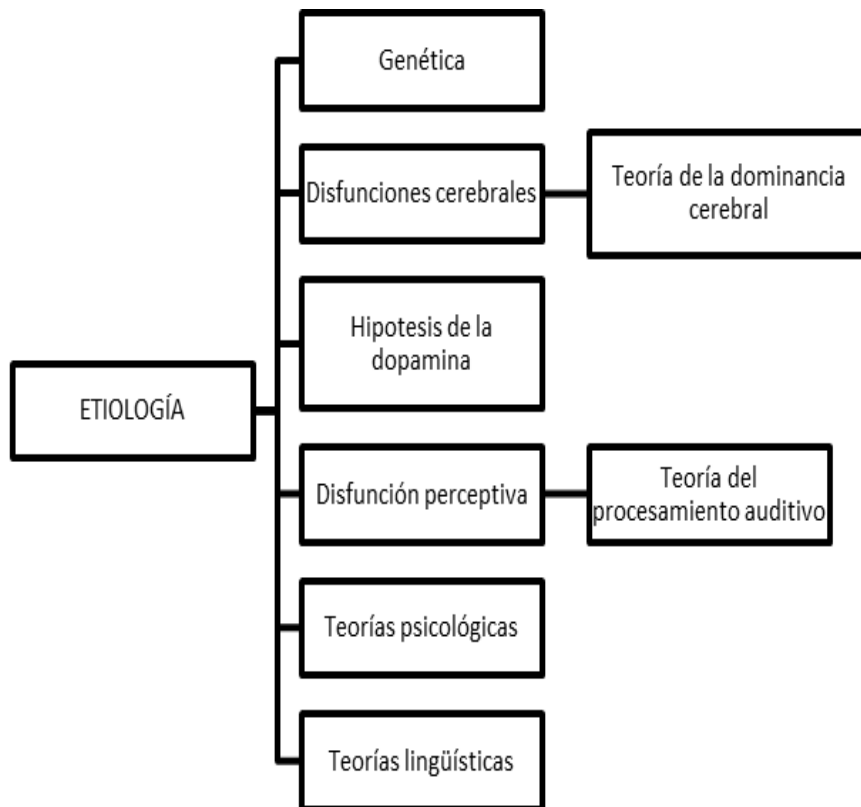 Genética
Disfunciones cerebrales
Teoría de la dominancia
cerebral
Hipotesis de la
dopamina
ETIOLOGÍA
Disfunción perceptiva
Teoría del
procesamiento auditivo
Teorías psicológicas
Teorías lingüísticas